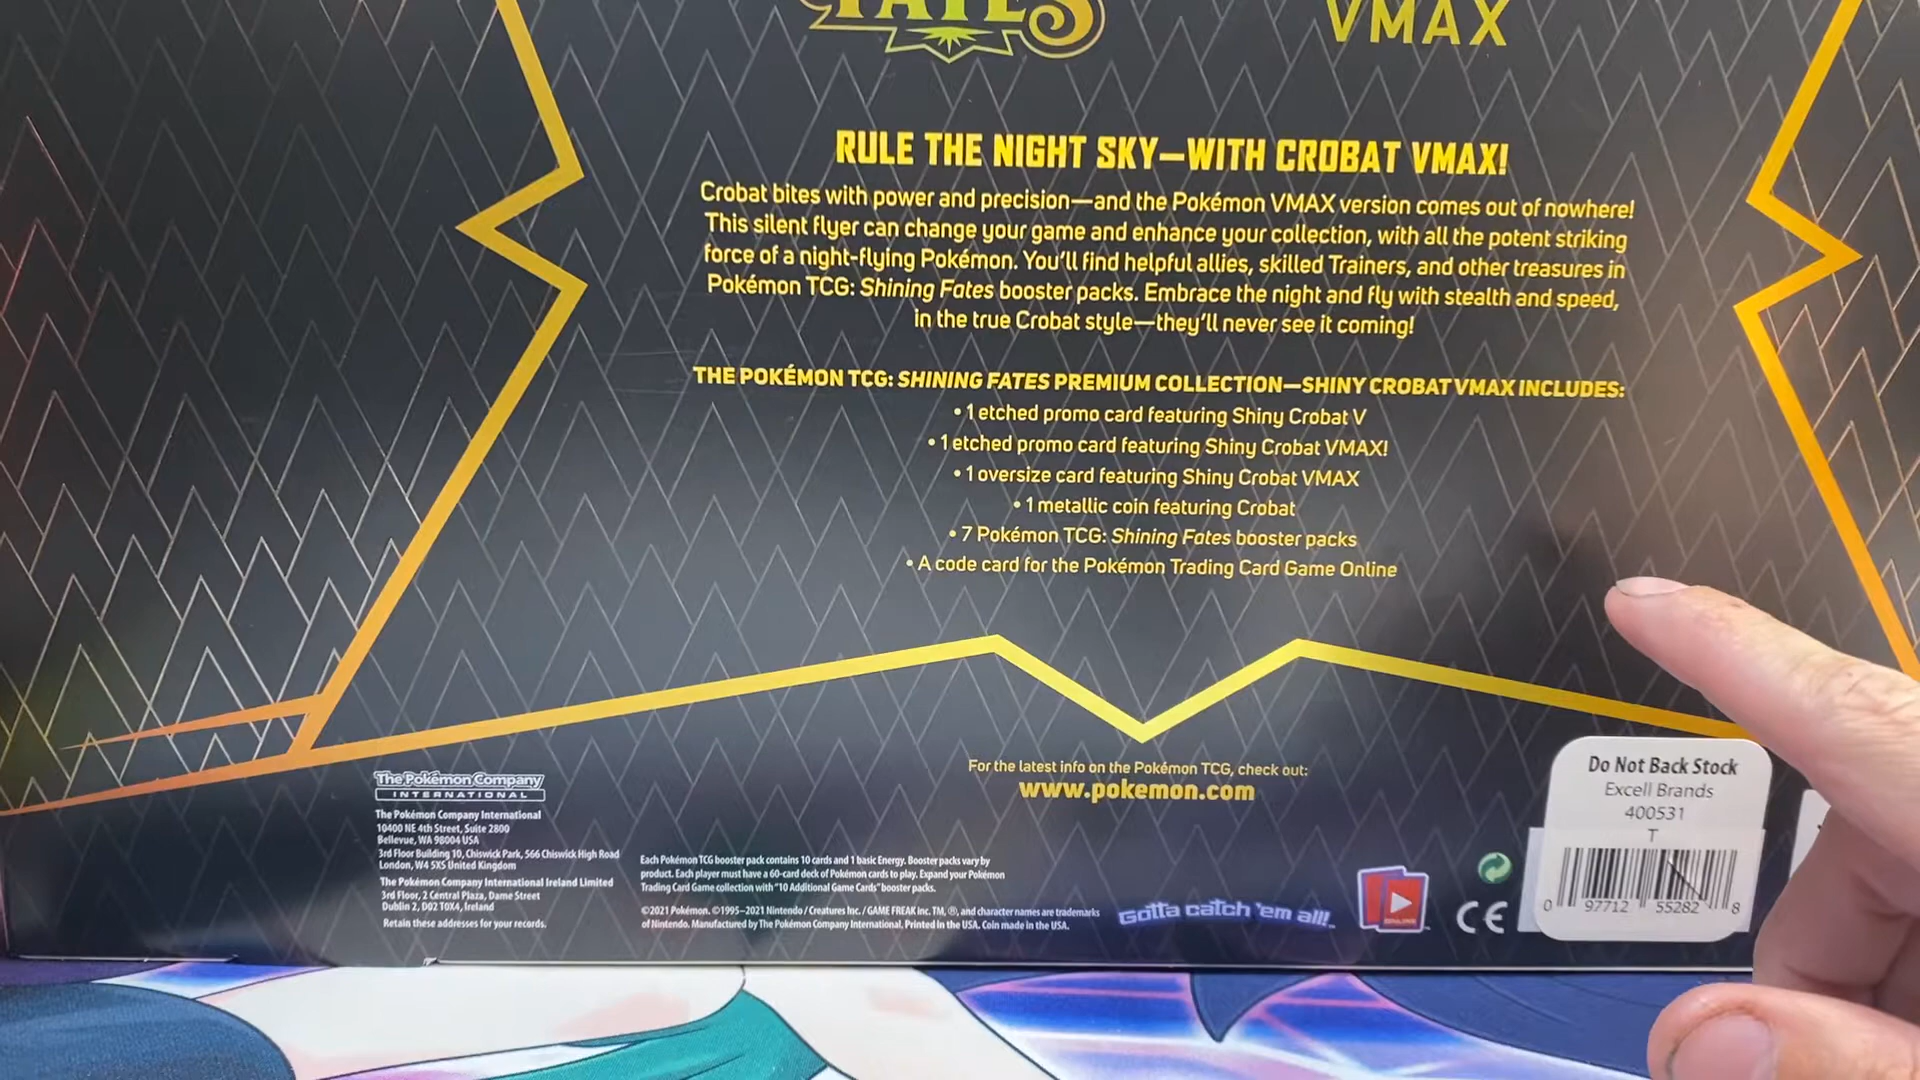 FATES
VMAX
RULE THE NIGHT SKY—WITH CROBAT VMAX!
Crobat bites with power and precision—and the Pokémon VMAX version comes out of nowhere!
This silent flyer can change your game and enhance your collection, with all the potent striking
force of a night-flying Pokémon. You'll find helpful allies, skilled Trainers, and other treasures in
Pokémon TCG: Shining Fates booster packs. Embrace the night and fly with stealth and speed,
in the true Crobat style—they'll never see it coming!
THE POKÉMON TCG: SHINING FATES PREMIUM COLLECTION—SHINY CROBAT VMAX INCLUDES:
• 1 etched promo card featuring Shiny Crobat V
• 1 etched promo card featuring Shiny Crobat VMAX!
• 1 oversize card featuring Shiny Crobat VMAX
• 1 metallic coin featuring Crobat
• 7 Pokémon TCG: Shining Fates booster packs
• A code card for the Pokémon Trading Card Game Online
For the latest info on the Pokémon TCG, check out:
www.pokemon.com
The Pokémon Company
INTERNATIONAL
The Pokémon Company International
10400 NE 4th Street, Suite 2800
Bellevue, WA 98004 USA
3rd Floor Building 10, Chiswick Park, 566 Chiswick High Road
London, W4 5XS United Kingdom
The Pokémon Company International Ireland Limited
3rd Floor, 2 Central Plaza, Dame Street
Dublin 2, D02 T0X4, Ireland
Retain these addresses for your records.
Each Pokémon TCG booster pack contains 10 cards and 1 basic Energy. Booster packs vary by
product. Each player must have a 60-card deck of Pokémon cards to play. Expand your Pokémon
Trading Card Game collection with "10 Additional Game Cards" booster packs.
©2021 Pokémon. ©1995–2021 Nintendo / Creatures Inc. / GAME FREAK inc. TM, ®, and character names are trademarks
of Nintendo. Manufactured by The Pokémon Company International. Printed in the USA. Coin made in the USA.
Gotta catch 'em all!
CE
Do Not Back Stock
Excell Brands
400531
T
0 97712 55282 8